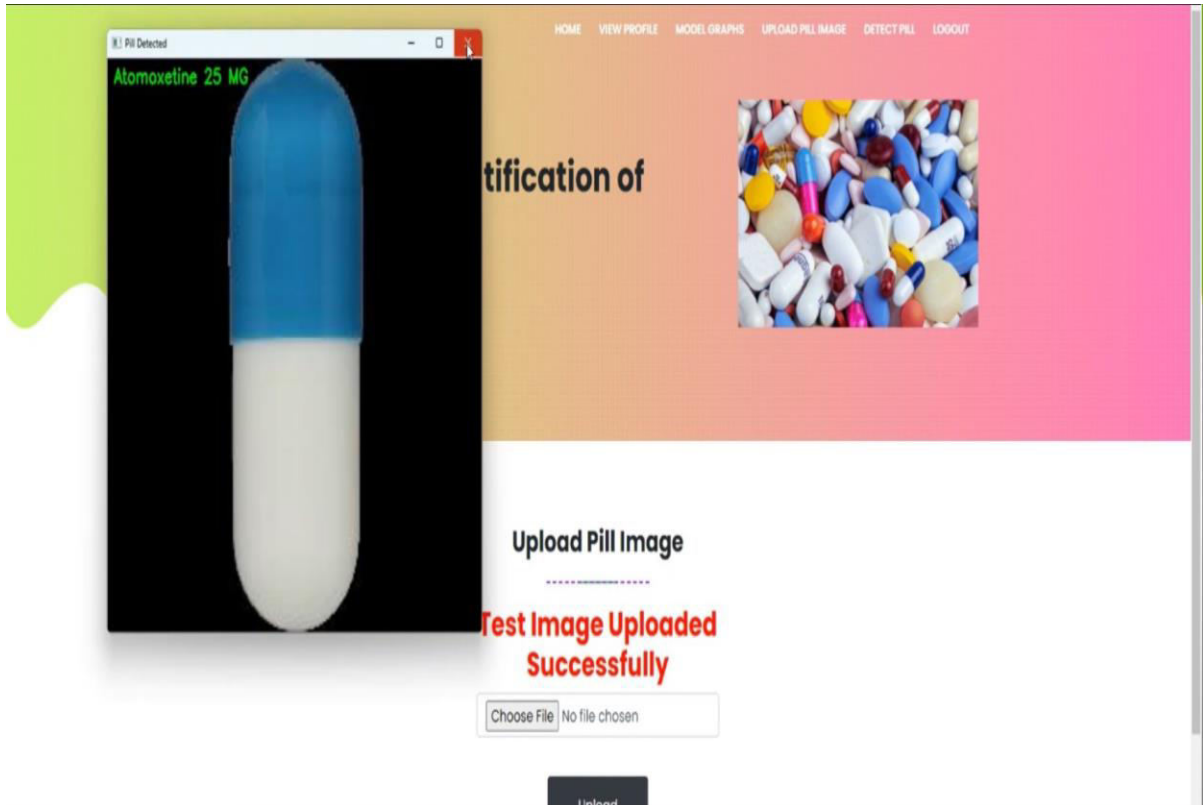 Pill Detected
HOME VIEW PROFILE MODEL GRAPHS UPLOAD PILL IMAGE DETECT PILL LOGOUT
Atomoxetine 25 MG
tification of
Upload Pill Image
Test Image Uploaded
Successfully
Choose File No file chosen
Upload